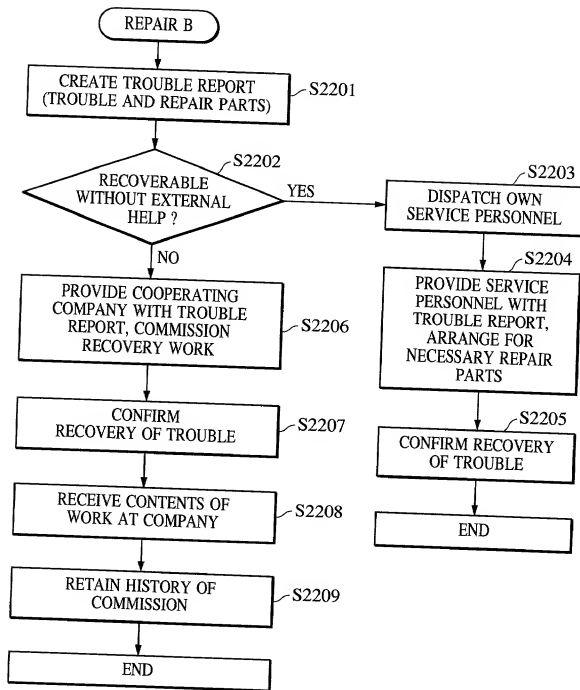 REPAIR B
CREATE TROUBLE REPORT
(TROUBLE AND REPAIR PARTS)
S2201
S2202
RECOVERABLE
WITHOUT EXTERNAL
HELP ?
YES
NO
S2203
DISPATCH OWN
SERVICE PERSONNEL
S2204
PROVIDE SERVICE
PERSONNEL WITH
TROUBLE REPORT,
ARRANGE FOR
NECESSARY REPAIR
PARTS
S2205
CONFIRM RECOVERY
OF TROUBLE
END
PROVIDE COOPERATING
COMPANY WITH TROUBLE
REPORT, COMMISSION
RECOVERY WORK
S2206
CONFIRM
RECOVERY OF TROUBLE
S2207
RECEIVE CONTENTS OF
WORK AT COMPANY
S2208
RETAIN HISTORY OF
COMMISSION
S2209
END